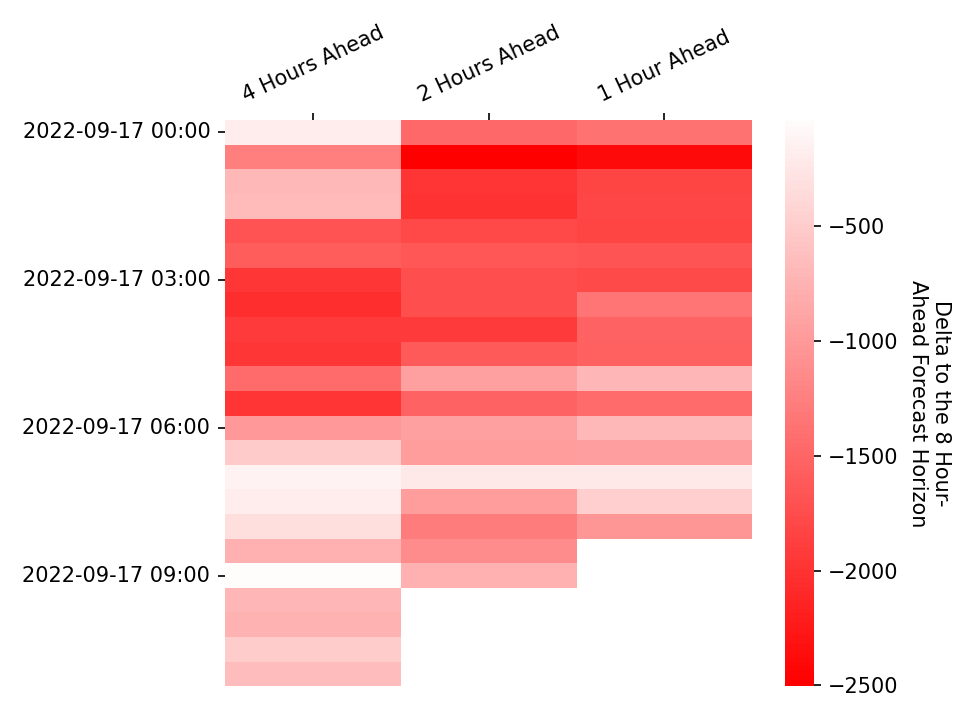 4 Hours Ahead
2 Hours Ahead
1 Hour Ahead
2022-09-17 00:00
2022-09-17 03:00
2022-09-17 06:00
2022-09-17 09:00
−500
−1000
−1500
−2000
−2500
Delta to the 8 Hour-
Ahead Forecast Horizon